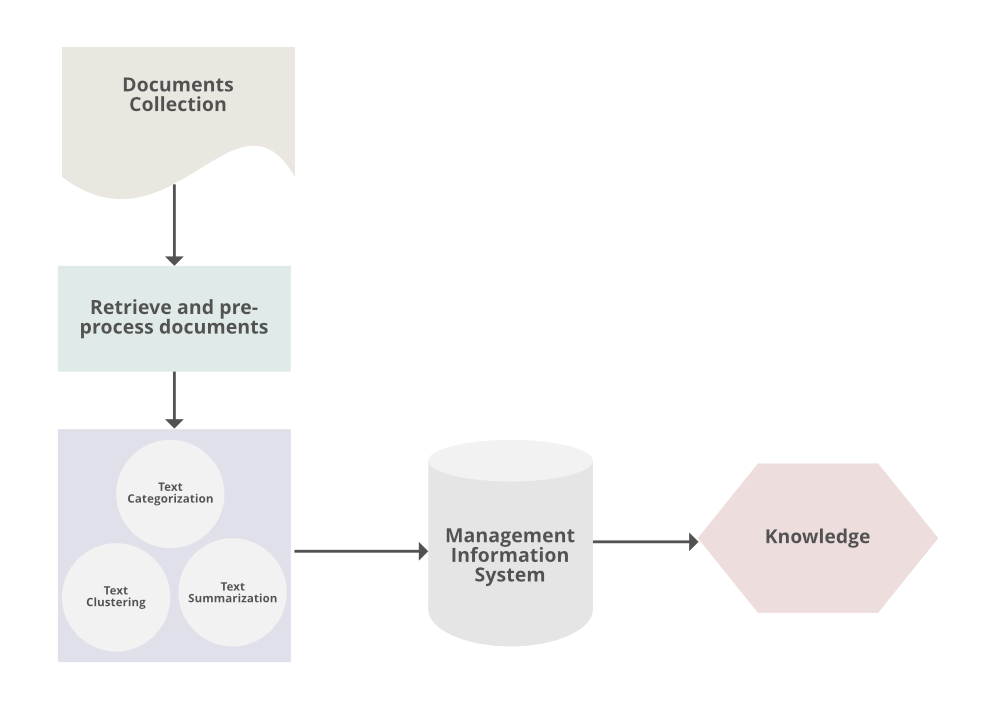 Documents
Collection
Retrieve and pre-
process documents
Text
Categorization
Text
Clustering
Text
Summarization
Management
Information
System
Knowledge